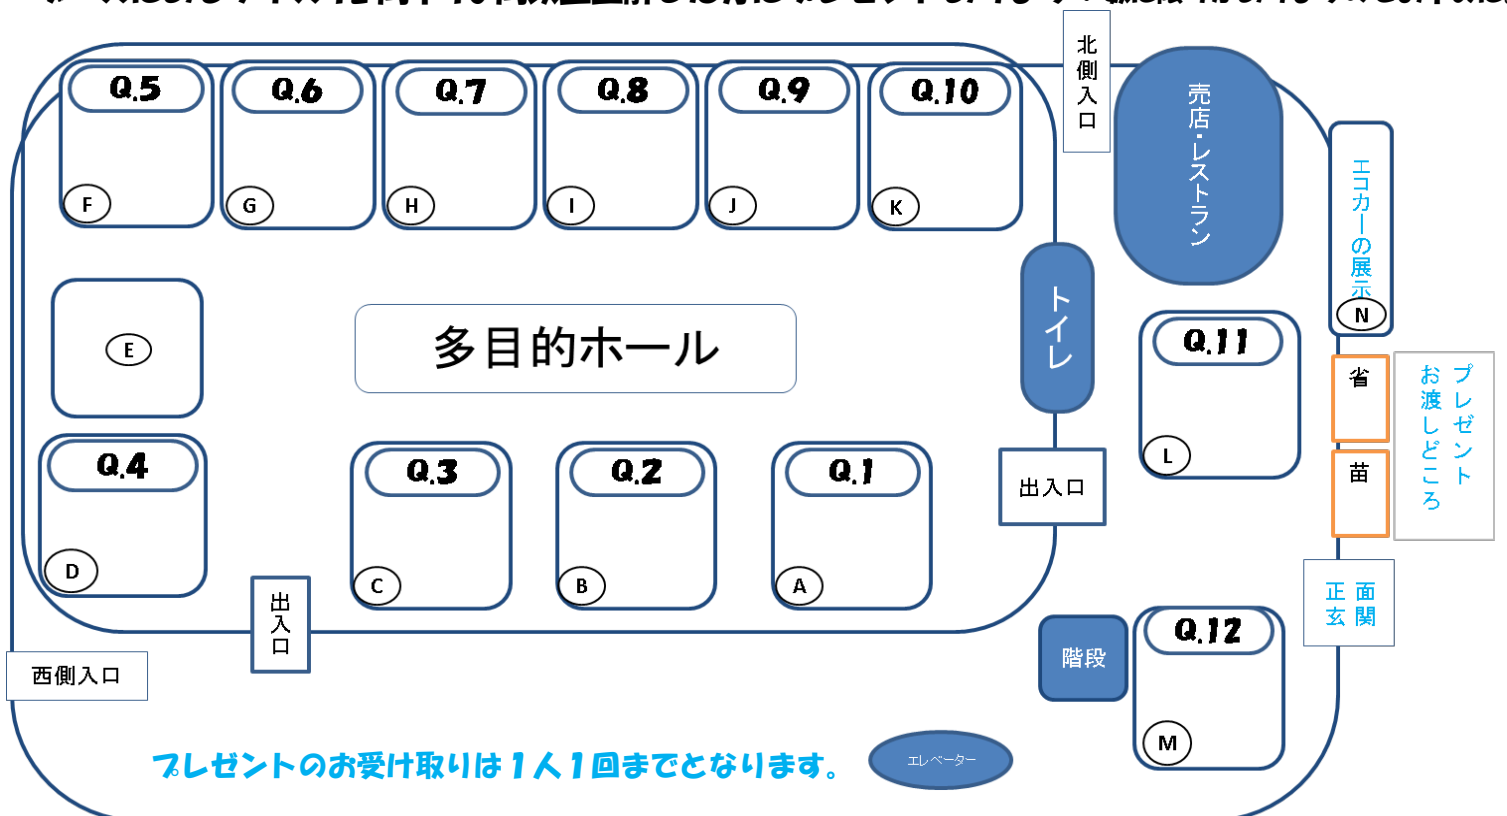 北側入口
Q.5
Q.6
Q.7
Q.8
Q.9
Q.10
売店・レストラン
エコカーの展示
F
G
H
I
J
K
N
E
多目的ホール
トイレ
Q.11
L
省
苗
プレゼント
お渡しどころ
Q.4
Q.3
Q.2
Q.1
D
C
B
A
出入口
出入口
正面
玄関
西側入口
階段
Q.12
M
プレゼントのお受け取りは1人1回までとなります。
エレベーター